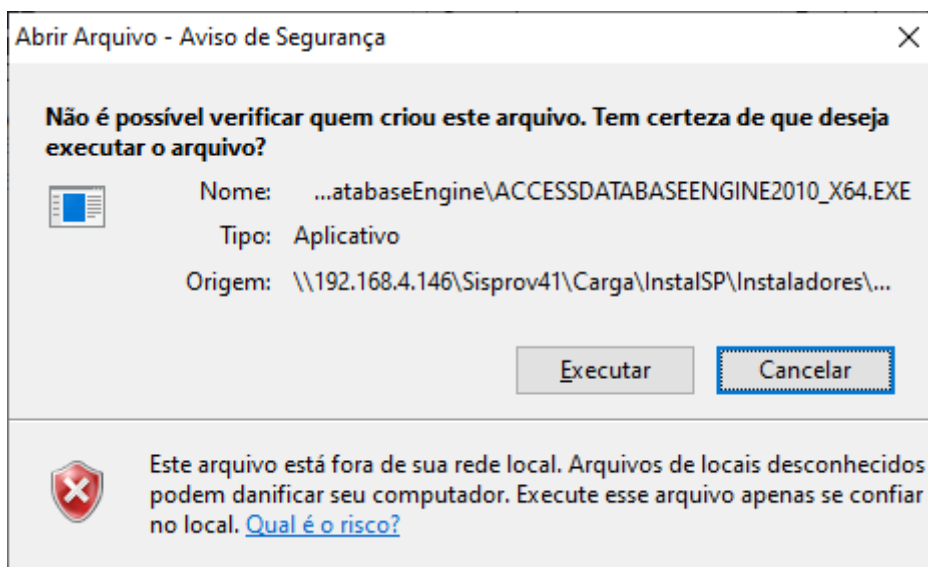 Abrir Arquivo - Aviso de Segurança
Não é possível verificar quem criou este arquivo. Tem certeza de que deseja
executar o arquivo?
Nome: ...atabaseEngine\ACCESSDATABASEENGINE2010_X64.EXE
Tipo: Aplicativo
Origem: \\192.168.4.146\Sisprov41\Carga\InstalSP\Instaladores\...
Executar Cancelar
Este arquivo está fora de sua rede local. Arquivos de locais desconhecidos
podem danificar seu computador. Execute esse arquivo apenas se confiar
no local. Qual é o risco?